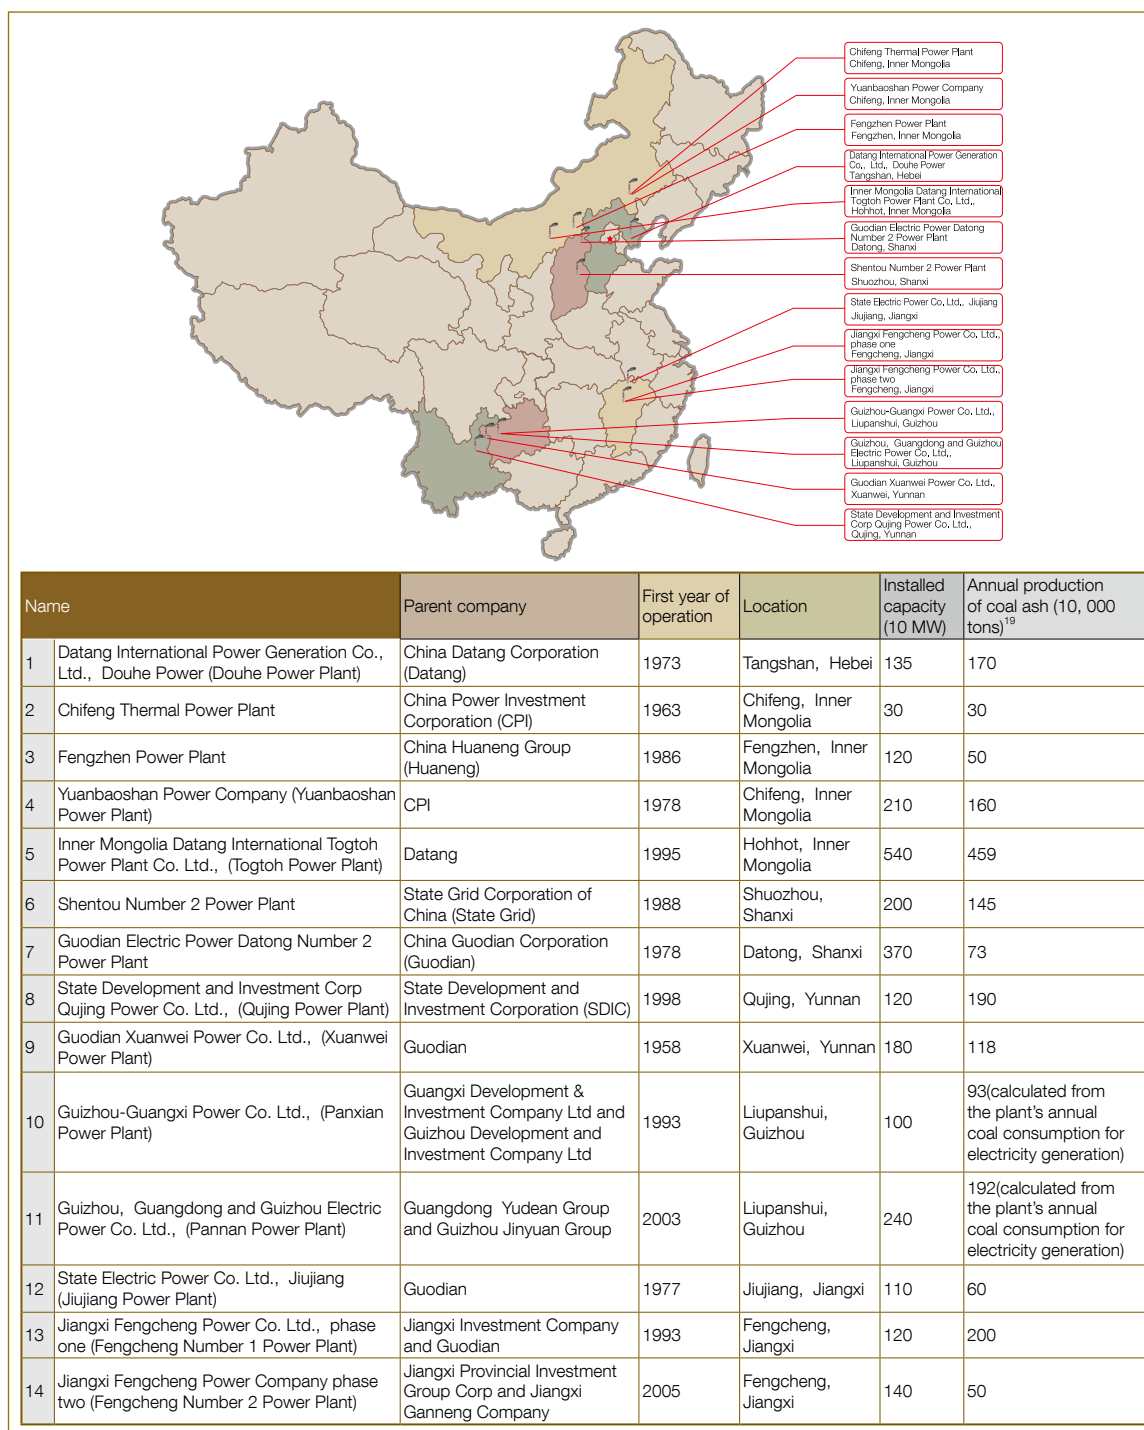 Chifeng Thermal Power Plant
Chifeng, Inner Mongolia
Yuanbaoshan Power Company
Chifeng, Inner Mongolia
Fengzhen Power Plant
Fengzhen, Inner Mongolia
Datang International Power Generation
Co., Ltd., Douhe Power
Tangshan, Hebei
Inner Mongolia Datang International
Togtoh Power Plant Co, Ltd.,
Hohhot, Inner Mongolia
Guodian Electric Power Datong
Number 2 Power Plant
Datong, Shanxi
Shentou Number 2 Power Plant
Shuozhou, Shanxi
State Electric Power Co, Ltd., Jiujiang
Jiujiang, Jiangxi
Jiangxi Fengcheng Power Co. Ltd.,
phase one
Fengcheng, Jiangxi
Jiangxi Fengcheng Power Co. Ltd.,
phase two
Fengcheng, Jiangxi
Guizhou-Guangxi Power Co. Ltd.,
Liupanshui, Guizhou
Guizhou, Guangdong and Guizhou
Electric Power Co, Ltd.,
Liupanshui, Guizhou
Guodian Xuanwei Power Co. Ltd.,
Xuanwei, Yunnan
State Development and Investment
Corp Qujing Power Co. Ltd.,
Qujing, Yunnan
Name
Parent company
First year of
operation
Location
Installed
capacity
(10 MW)
Annual production
of coal ash (10, 000
tons)19
1
Datang International Power Generation Co.,
Ltd., Douhe Power (Douhe Power Plant)
China Datang Corporation
(Datang)
1973
Tangshan, Hebei
135
170
2
Chifeng Thermal Power Plant
China Power Investment
Corporation (CPI)
1963
Chifeng, Inner
Mongolia
30
30
3
Fengzhen Power Plant
China Huaneng Group
(Huaneng)
1986
Fengzhen, Inner
Mongolia
120
50
4
Yuanbaoshan Power Company (Yuanbaoshan
Power Plant)
CPI
1978
Chifeng, Inner
Mongolia
210
160
5
Inner Mongolia Datang International Togtoh
Power Plant Co. Ltd., (Togtoh Power Plant)
Datang
1995
Hohhot, Inner
Mongolia
540
459
6
Shentou Number 2 Power Plant
State Grid Corporation of
China (State Grid)
1988
Shuozhou,
Shanxi
200
145
7
Guodian Electric Power Datong Number 2
Power Plant
China Guodian Corporation
(Guodian)
1978
Datong, Shanxi
370
73
8
State Development and Investment Corp
Qujing Power Co. Ltd., (Qujing Power Plant)
State Development and
Investment Corporation (SDIC)
1998
Qujing, Yunnan
120
190
9
Guodian Xuanwei Power Co. Ltd., (Xuanwei
Power Plant)
Guodian
1958
Xuanwei, Yunnan
180
118
10
Guizhou-Guangxi Power Co. Ltd., (Panxian
Power Plant)
Guangxi Development &
Investment Company Ltd and
Guizhou Development and
Investment Company Ltd
1993
Liupanshui,
Guizhou
100
93(calculated from
the plant's annual
coal consumption for
electricity generation)
11
Guizhou, Guangdong and Guizhou Electric
Power Co. Ltd., (Pannan Power Plant)
Guangdong Yudean Group
and Guizhou Jinyuan Group
2003
Liupanshui,
Guizhou
240
192(calculated from
the plant's annual
coal consumption for
electricity generation)
12
State Electric Power Co. Ltd., Jiujiang
(Jiujiang Power Plant)
Guodian
1977
Jiujiang, Jiangxi
110
60
13
Jiangxi Fengcheng Power Co. Ltd., phase
one (Fengcheng Number 1 Power Plant)
Jiangxi Investment Company
and Guodian
1993
Fengcheng,
Jiangxi
120
200
14
Jiangxi Fengcheng Power Company phase
two (Fengcheng Number 2 Power Plant)
Jiangxi Provincial Investment
Group Corp and Jiangxi
Ganneng Company
2005
Fengcheng,
Jiangxi
140
50